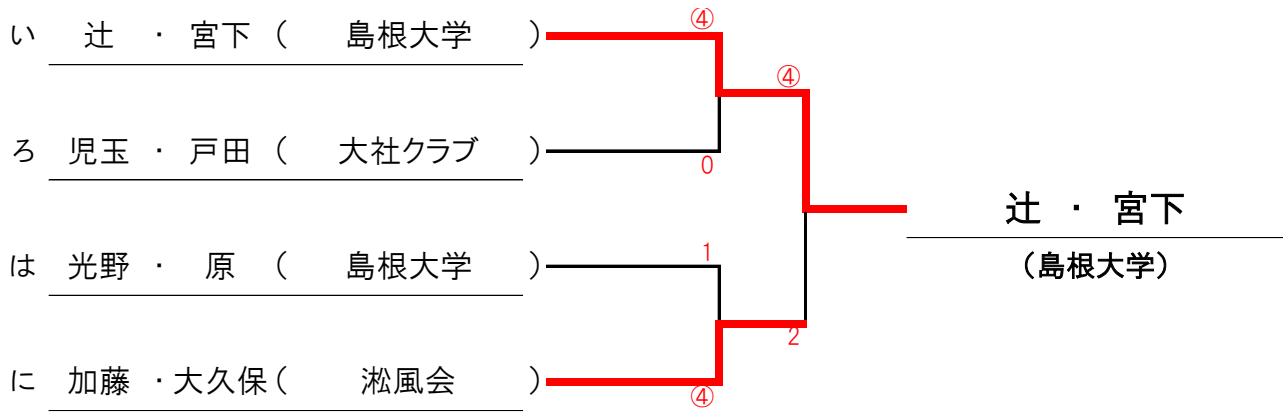 ④
い 辻 ・ 宮下 ( 島根大学 )
④
ろ 児玉 ・ 戸田 ( 大社クラブ )
0
辻 ・ 宮下
(島根大学)
1
は 光野 ・ 原 ( 島根大学 )
2
に 加藤 ・大久保( 淞風会 )
④